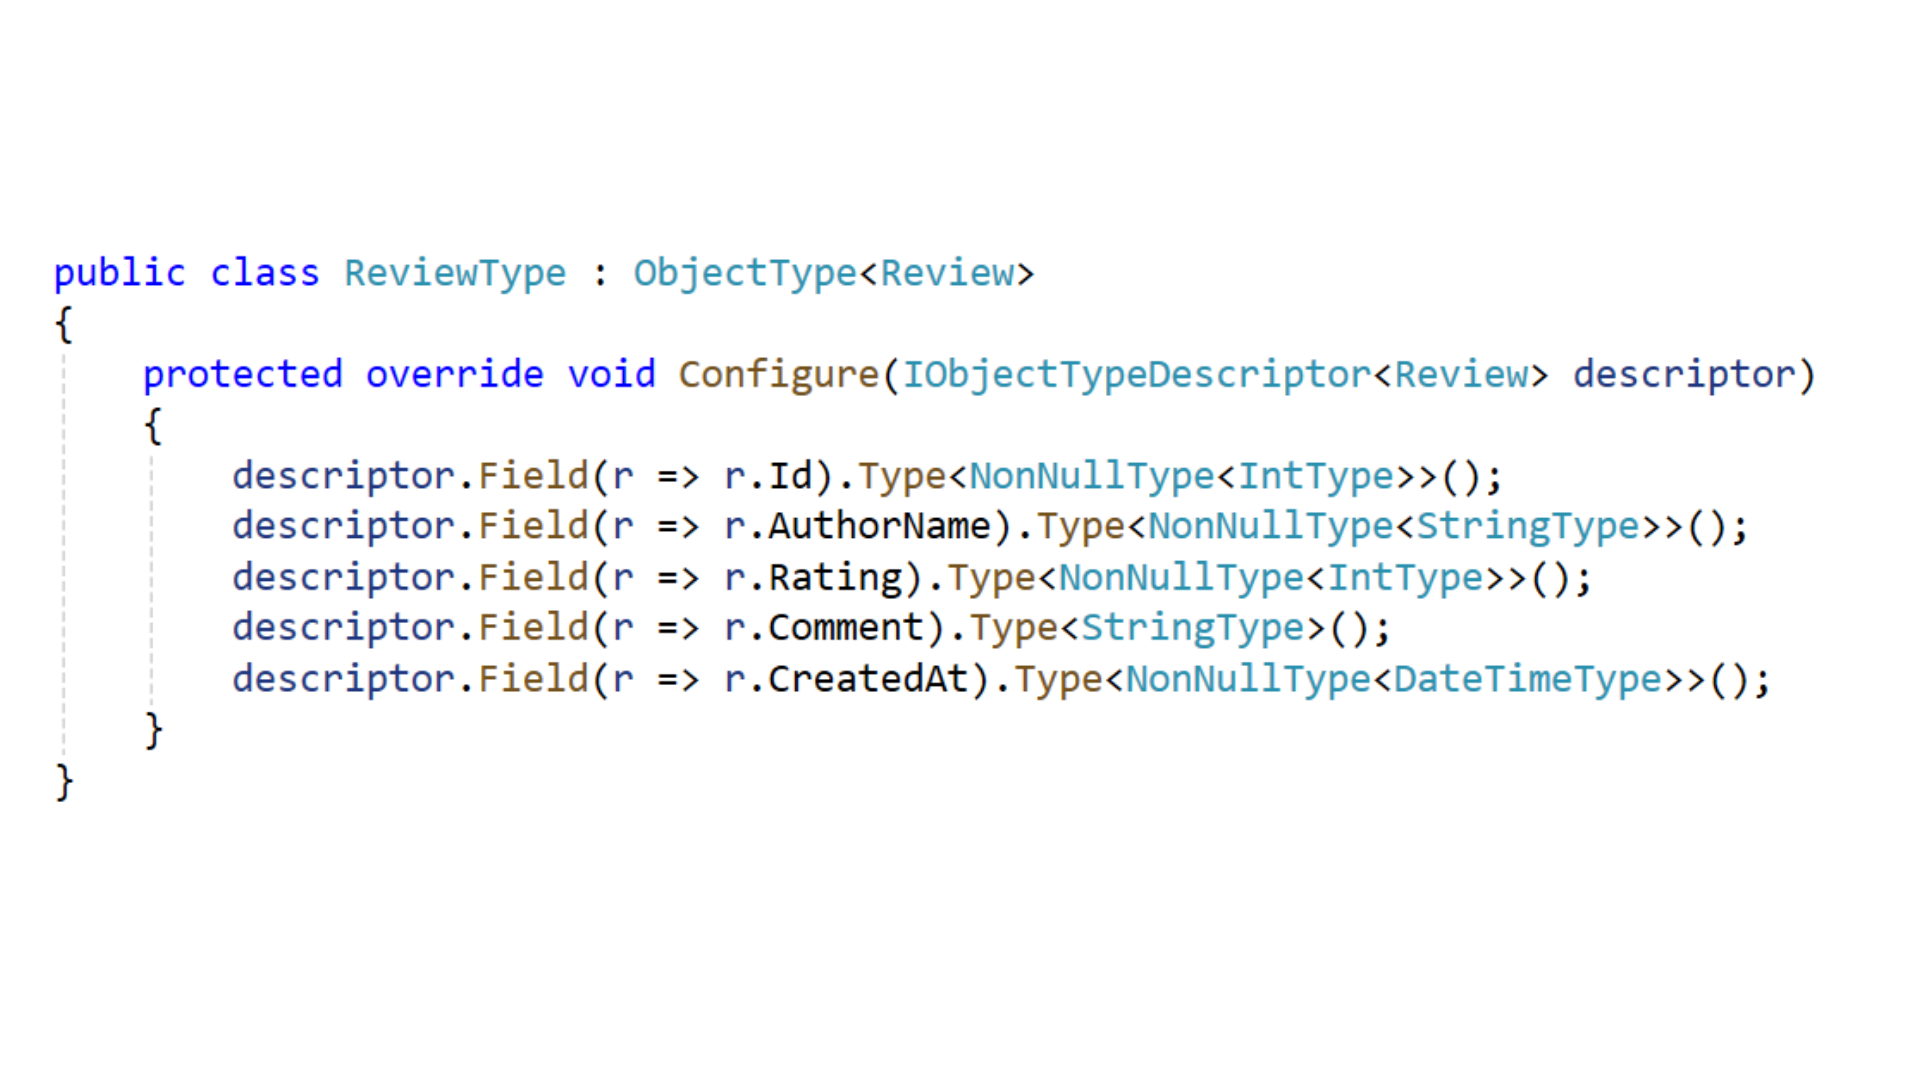 public class ReviewType : ObjectType<Review>
{
    protected override void Configure(IObjectTypeDescriptor<Review> descriptor)
    {
        descriptor.Field(r => r.Id).Type<NonNullType<IntType>>();
        descriptor.Field(r => r.AuthorName).Type<NonNullType<StringType>>();
        descriptor.Field(r => r.Rating).Type<NonNullType<IntType>>();
        descriptor.Field(r => r.Comment).Type<StringType>();
        descriptor.Field(r => r.CreatedAt).Type<NonNullType<DateTimeType>>();
    }
}